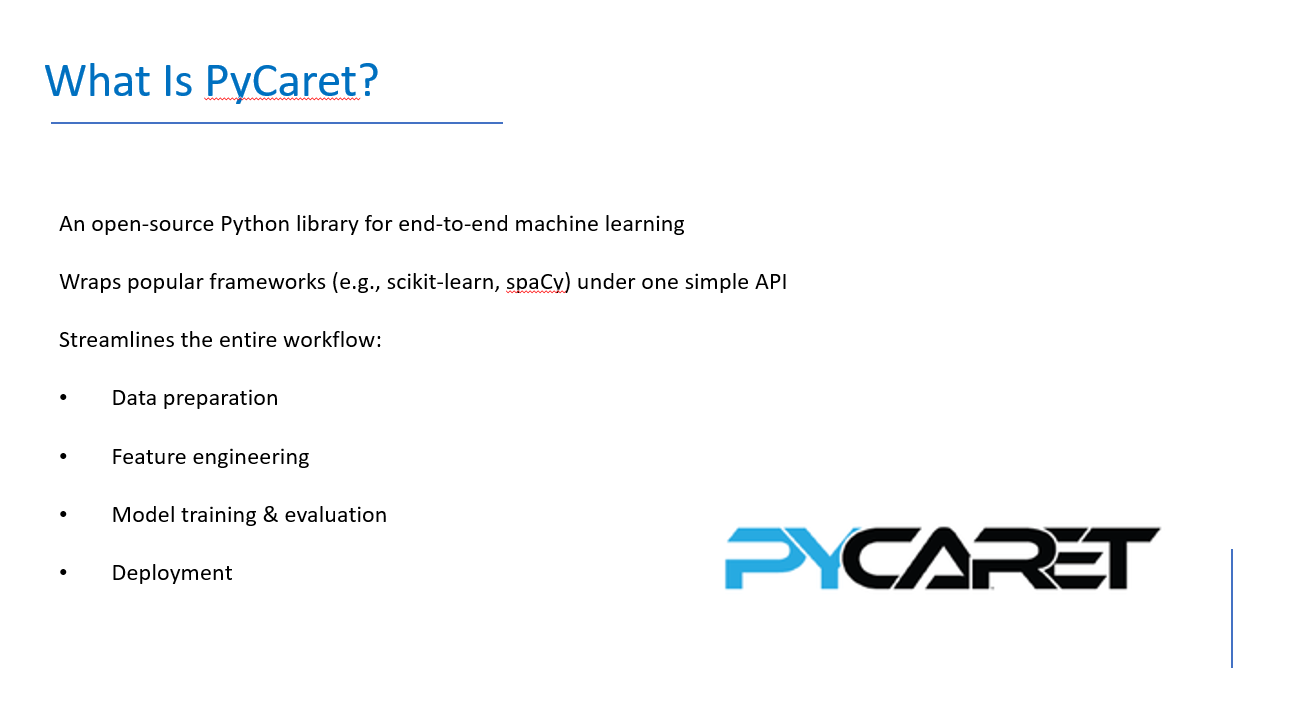 What Is PyCaret?
An open-source Python library for end-to-end machine learning
Wraps popular frameworks (e.g., scikit-learn, spaCy) under one simple API
Streamlines the entire workflow:
• Data preparation
• Feature engineering
• Model training & evaluation
• Deployment
PYCARET